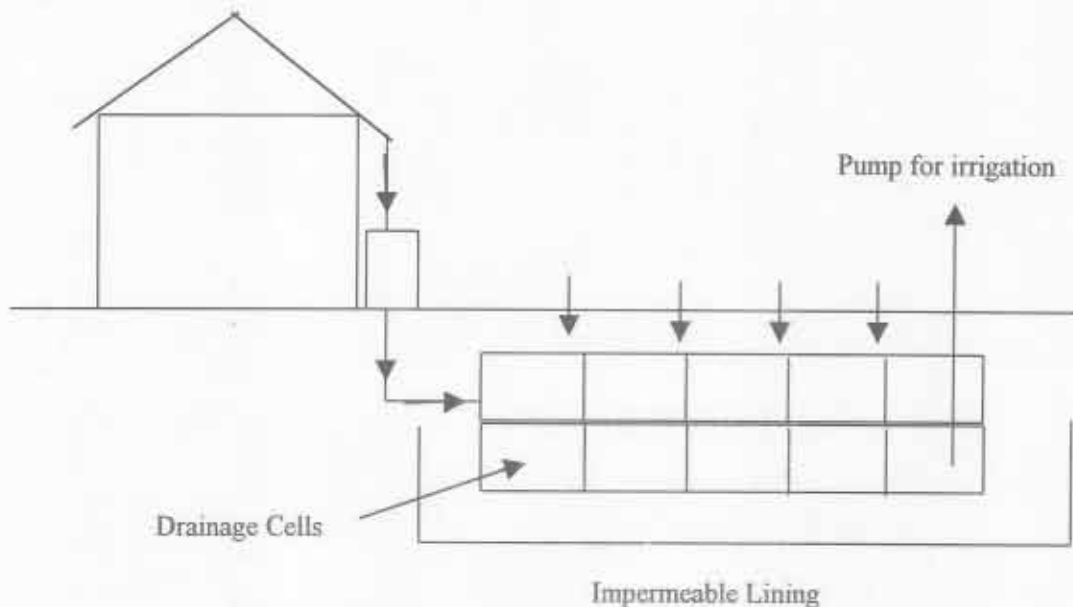 Pump for irrigation
Drainage Cells
Impermeable Lining